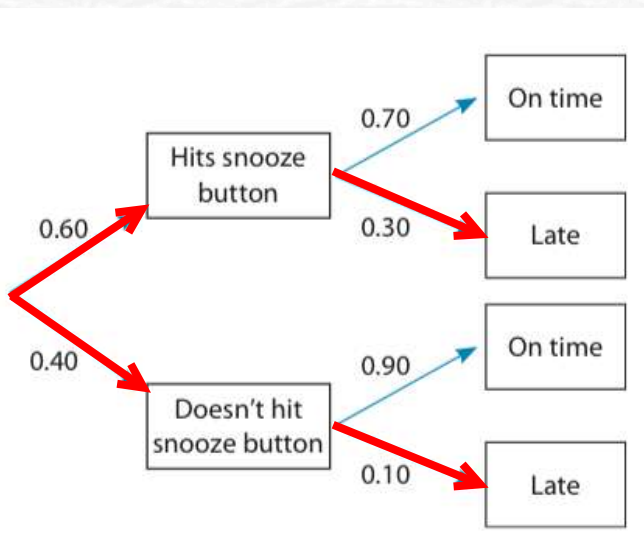 On time
0.70
Hits snooze
button
0.60
0.30
Late
On time
0.40
0.90
Doesn't hit
snooze button
0.10
Late